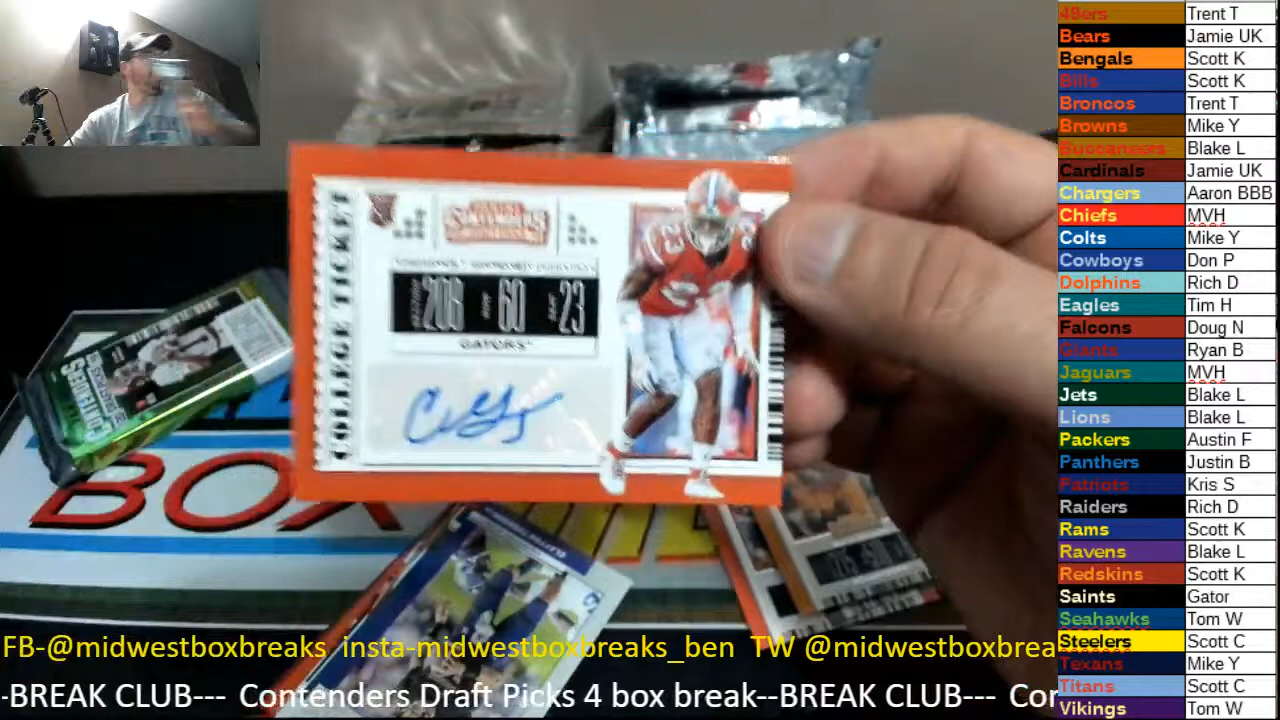 49ers Trent T
Bears Jamie UK
Bengals Scott K
Bills Scott K
Broncos Trent T
Browns Mike Y
Buccaneers Blake L
Cardinals Jamie UK
Chargers Aaron BBB
Chiefs MVH
Colts Mike Y
Cowboys Don P
Dolphins Rich D
Eagles Tim H
Falcons Doug N
Giants Ryan B
Jaguars MVH
Jets Blake L
Lions Blake L
Packers Austin F
Panthers Justin B
Patriots Kris S
Raiders Rich D
Rams Scott K
Ravens Blake L
Redskins Scott K
Saints Gator
Seahawks Tom W
Steelers Scott C
Texans Mike Y
Titans Scott C
Vikings Tom W
COLLEGE TICKET
208 60 23
GATORS
BOX
FB-@midwestboxbreaks insta-midwestboxbreaks_ben TW @midwestboxbrea
-BREAK CLUB--- Contenders Draft Picks 4 box break--BREAK CLUB--- Cor